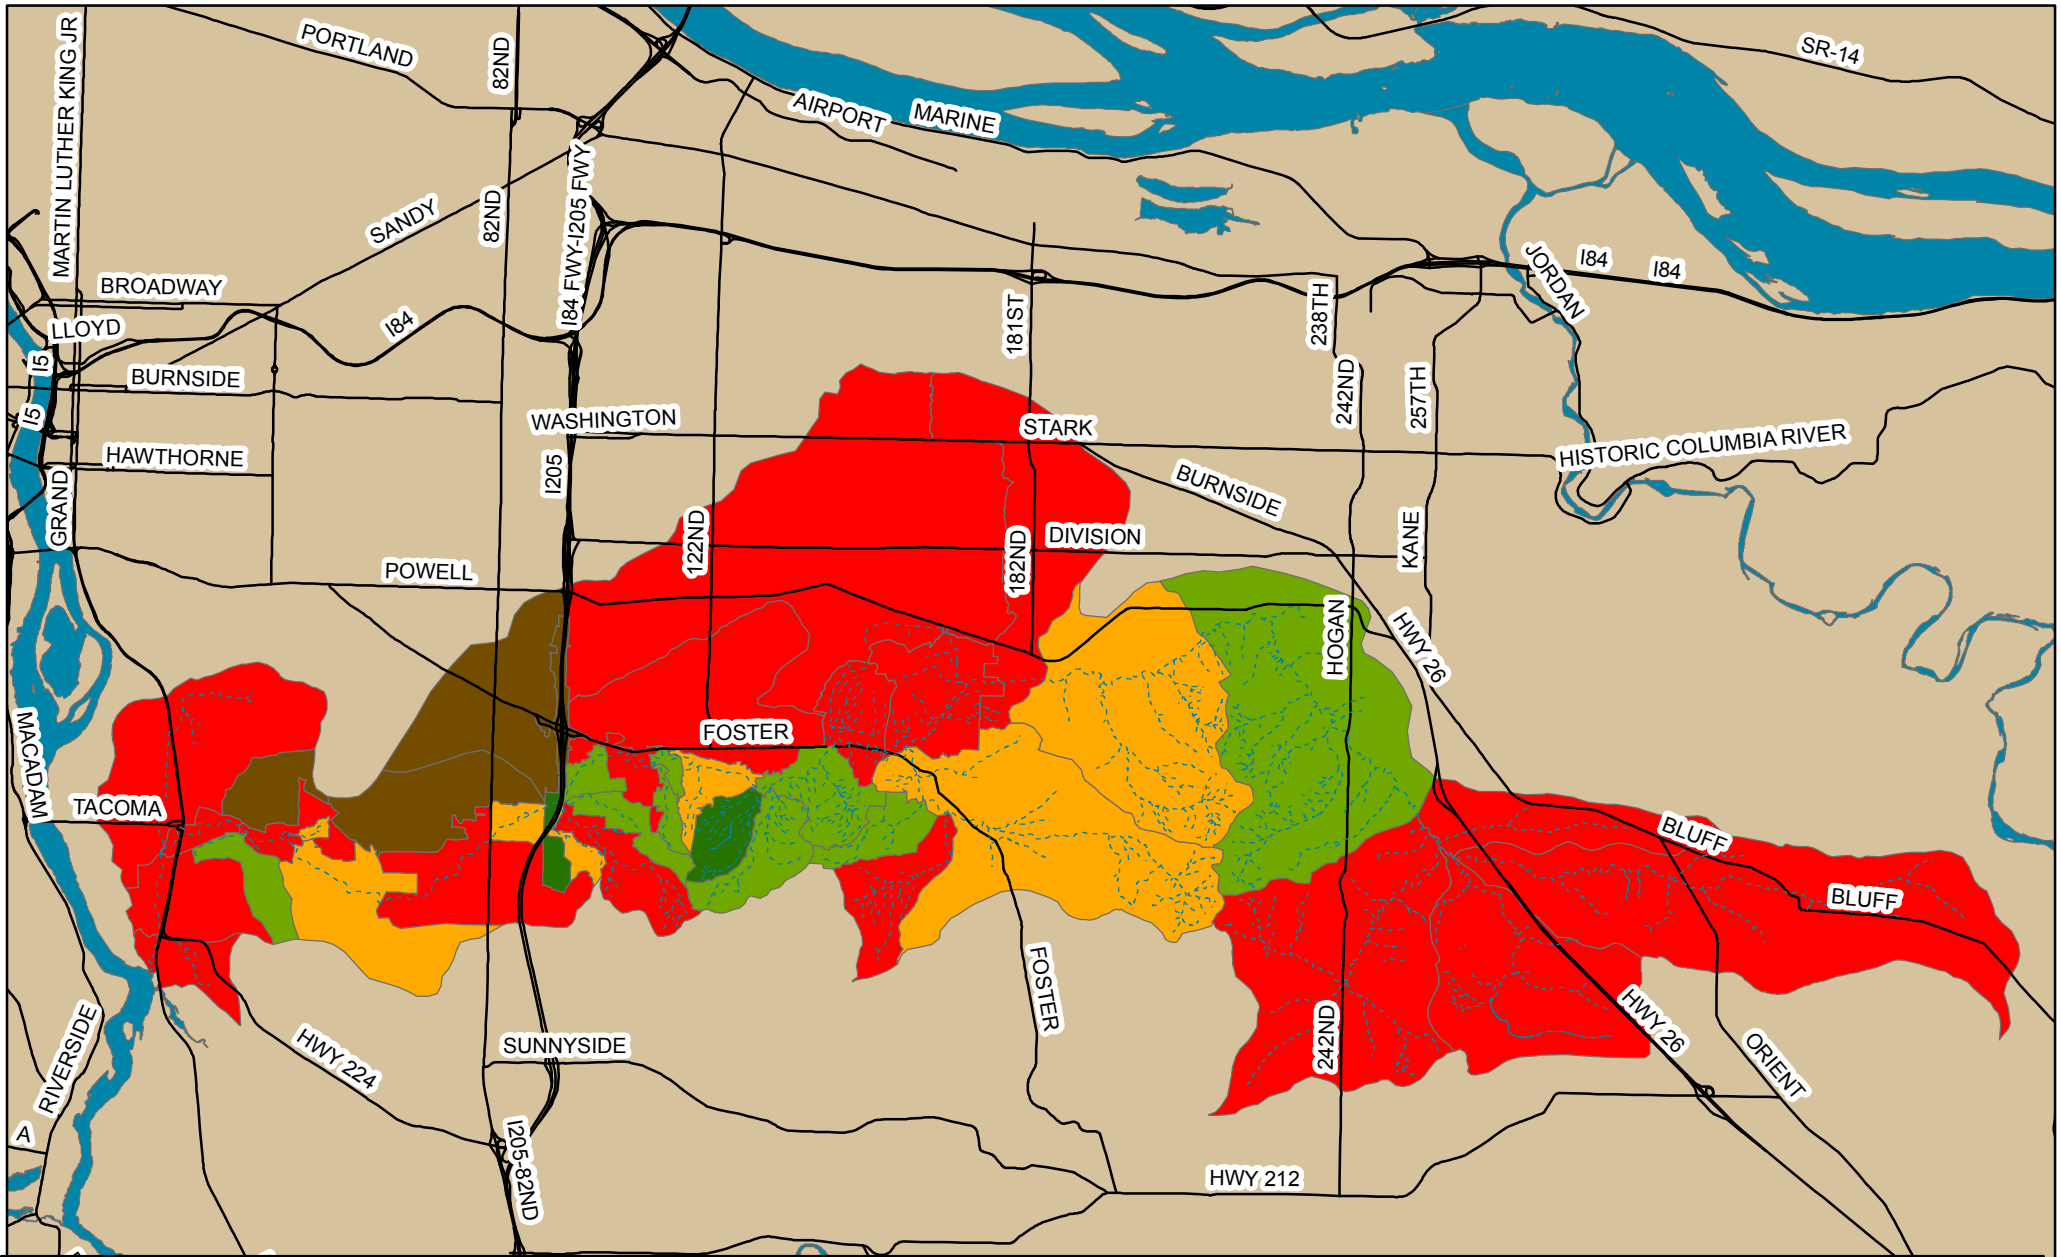 PORTLAND
82ND
SR-14
MARTIN LUTHER KING JR
AIRPORT
MARINE
SANDY
82ND
I84 FWY-I205 FWY
BROADWAY
I84
I84
JORDAN
LLOYD
I84
181ST
238TH
I5
BURNSIDE
242ND
257TH
I5
WASHINGTON
STARK
HISTORIC COLUMBIA RIVER
HAWTHORNE
I205
BURNSIDE
GRAND
122ND
182ND
DIVISION
KANE
POWELL
HOGAN
HWY 26
FOSTER
MACADAM
TACOMA
BLUFF
BLUFF
FOSTER
HWY 26
242ND
RIVERSIDE
HWY 224
SUNNYSIDE
ORIENT
A
I205-82ND
HWY 212